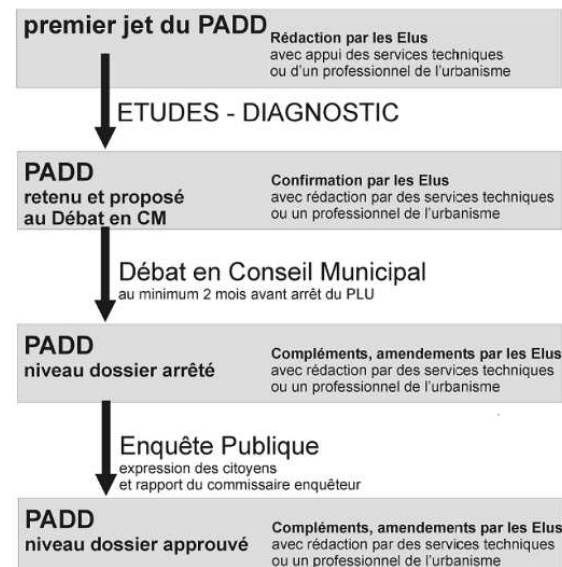 premier jet du PADD
Rédaction par les Elus
avec appui des services techniques
ou d'un professionnel de l'urbanisme
ETUDES - DIAGNOSTIC
PADD
retenu et proposé
au Débat en CM
Confirmation par les Elus
avec rédaction par des services techniques
ou un professionnel de l'urbanisme
Débat en Conseil Municipal
au minimum 2 mois avant arrêt du PLU
PADD
niveau dossier arrêté
Compléments, amendements par les Elus
avec rédaction par des services techniques
ou un professionnel de l'urbanisme
Enquête Publique
expression des citoyens
et rapport du commissaire enquêteur
PADD
niveau dossier approuvé
Compléments, amendements par les Elus
avec rédaction par des services techniques
ou un professionnel de l'urbanisme